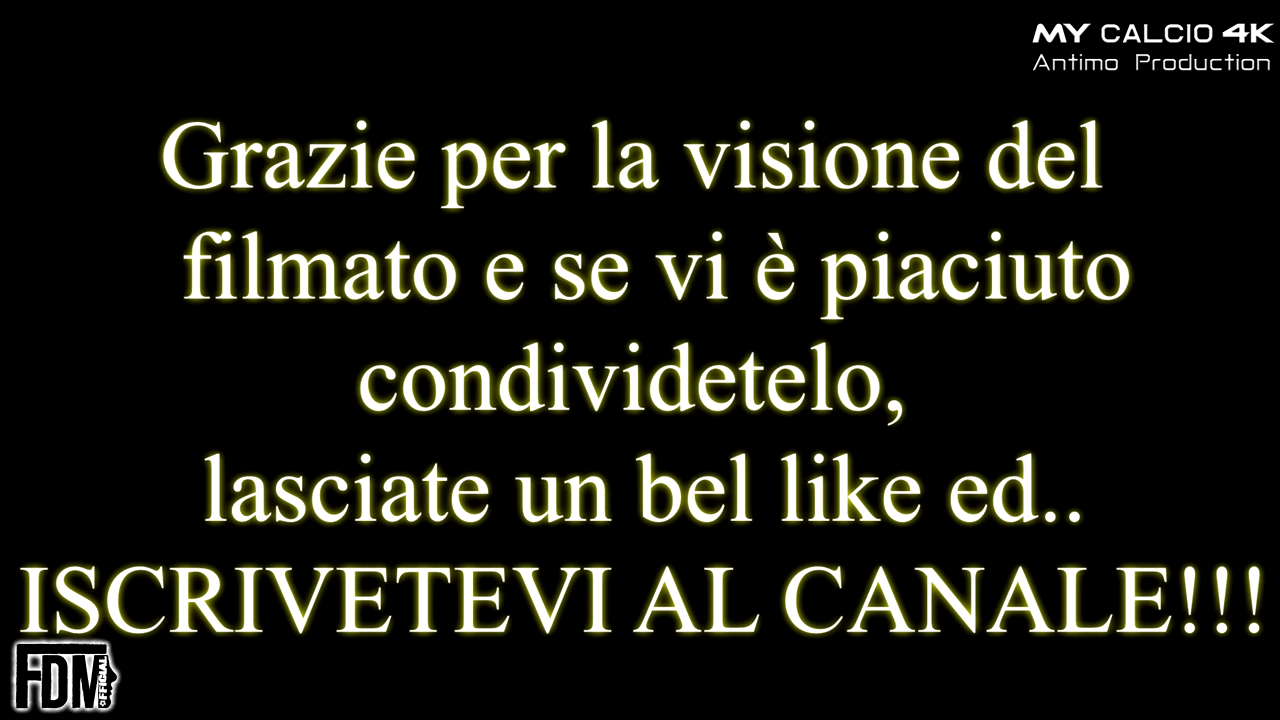 MY CALCIO 4K
Antimo Production
Grazie per la visione del
filmato e se vi è piaciuto
condividetelo,
lasciate un bel like ed..
ISCRIVETEVI AL CANALE!!!
FDM
OFFICIAL